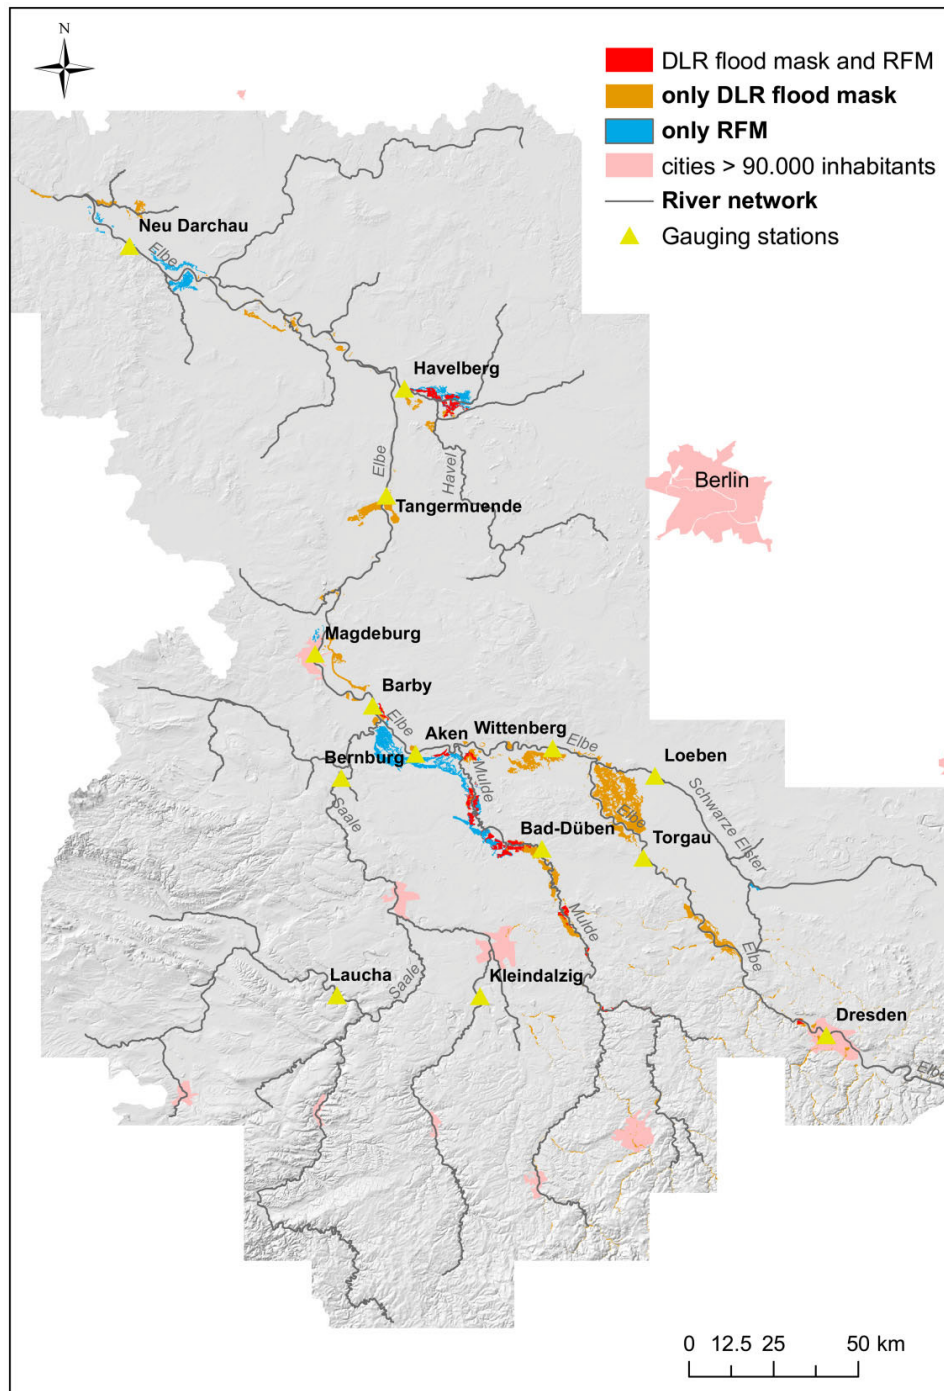 N
DLR flood mask and RFM
only DLR flood mask
only RFM
cities > 90.000 inhabitants
River network
Gauging stations
Neu Darchau
Elbe
Havelberg
Elbe
Havel
Berlin
Tangermuende
Magdeburg
Barby
Elbe
Aken
Wittenberg
Elbe
Bernburg
Loeben
Mulde
Schwarze Elster
Saale
Elbe
Bad-Düben
Torgau
Mulde
Elbe
Laucha
Saale
Kleindalzig
Dresden
Elbe
0 12.5 25 50 km